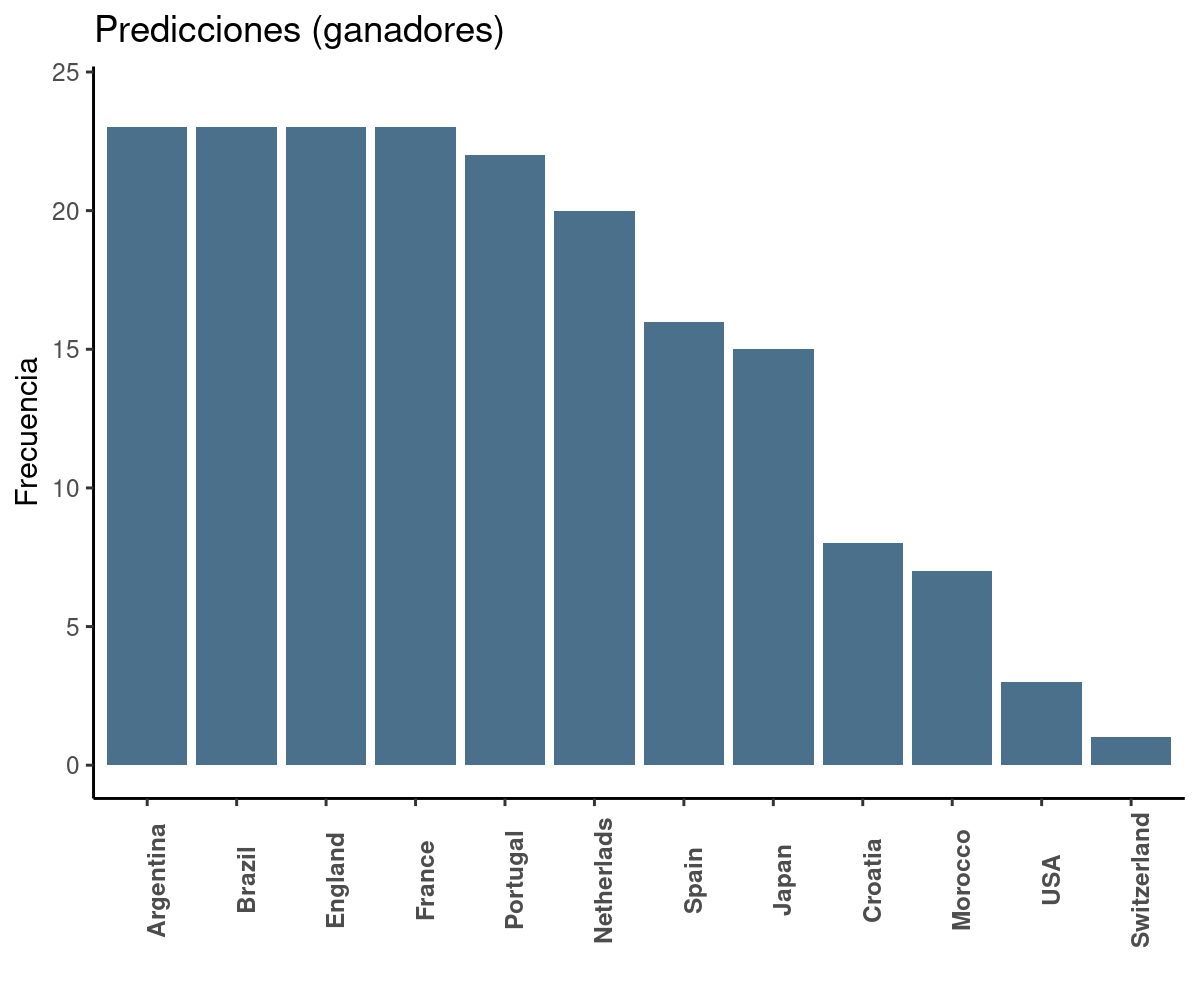 Predicciones (ganadores)
Frecuencia
25
20
15
10
5
0
Argentina
Brazil
England
France
Portugal
Netherlads
Spain
Japan
Croatia
Morocco
USA
Switzerland